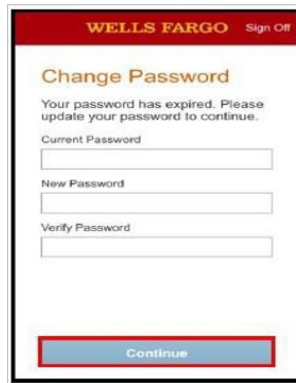 WELLS FARGO Sign Off
Change Password
Your password has expired. Please
update your password to continue.
Current Password
New Password
Verify Password
Continue